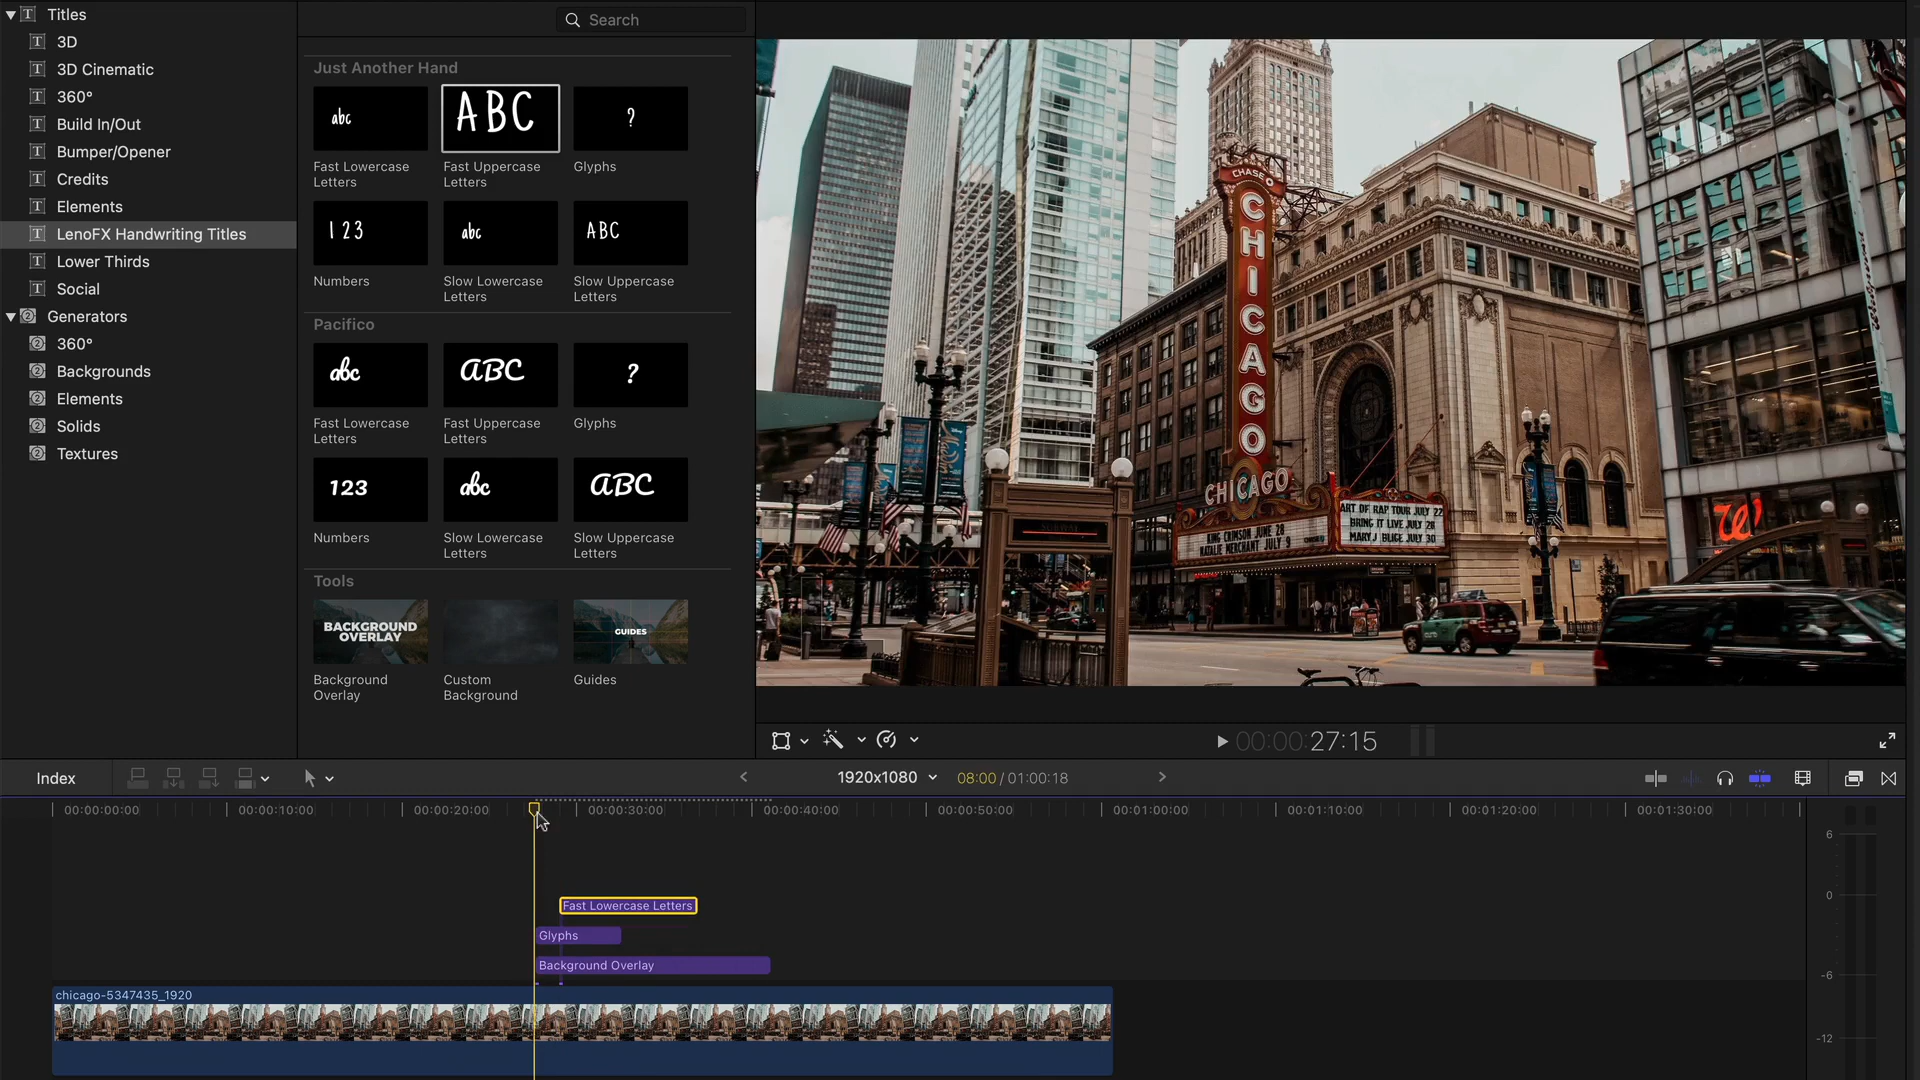 Titles
3D
3D Cinematic
360°
Build In/Out
Bumper/Opener
Credits
Elements
LenoFX Handwriting Titles
Lower Thirds
Social
Generators
360°
Backgrounds
Elements
Solids
Textures
Search
Just Another Hand
abc
ABC
?
Fast Lowercase
Letters
Fast Uppercase
Letters
Glyphs
1 2 3
abc
ABC
Numbers
Slow Lowercase
Letters
Slow Uppercase
Letters
Pacifico
abc
ABC
?
Fast Lowercase
Letters
Fast Uppercase
Letters
Glyphs
123
abc
ABC
Numbers
Slow Lowercase
Letters
Slow Uppercase
Letters
Tools
BACKGROUND
OVERLAY
GUIDES
Background
Overlay
Custom
Background
Guides
CHASE
CHICAGO
CHICAGO
KING CRIMSON JUNE 28
NATALIE MERCHANT JULY 9
ART OF RAP TOUR JULY 22
BRING IT LIVE JULY 28
MARY J BLIGE JULY 30
SUBWAY
W
00:00:27:15
Index
1920x1080
08:00 / 01:00:18
00:00:00:00
00:00:10:00
00:00:20:00
00:00:30:00
00:00:40:00
00:00:50:00
00:01:00:00
00:01:10:00
00:01:20:00
00:01:30:00
6
0
-6
-12
Fast Lowercase Letters
Glyphs
Background Overlay
chicago-5347435_1920